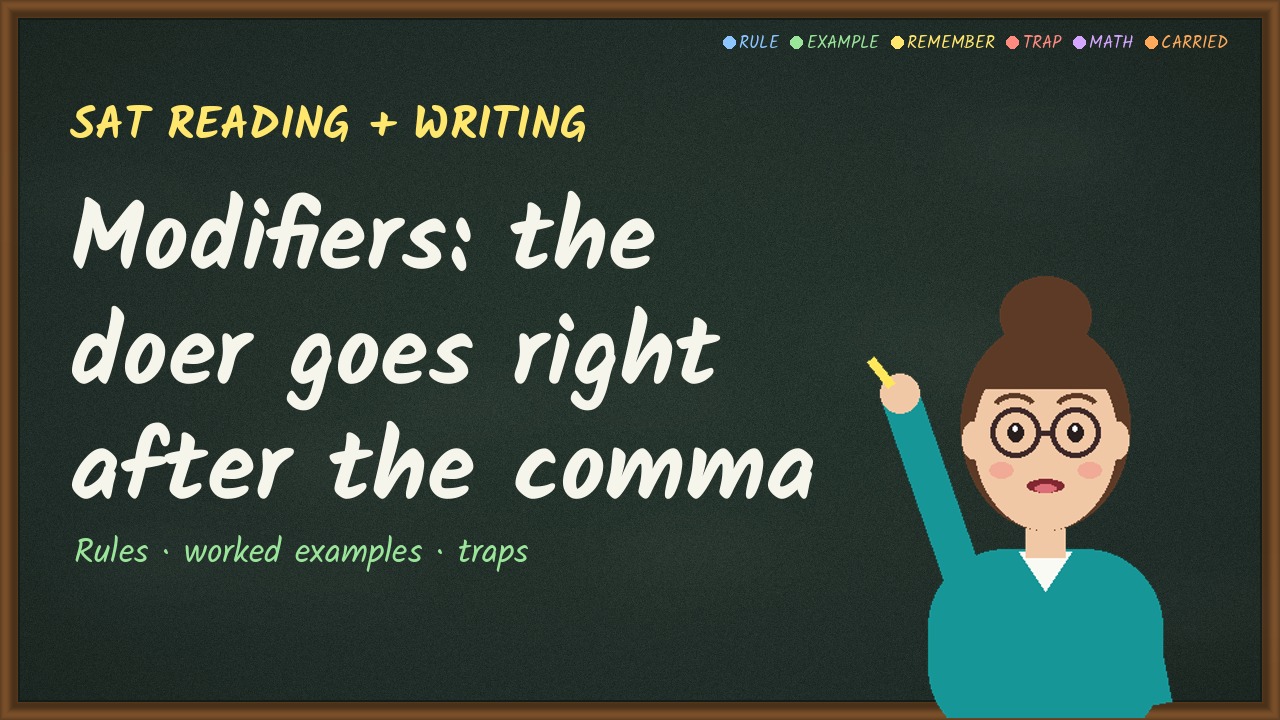 RULE EXAMPLE REMEMBER TRAP MATH CARRIED
SAT READING + WRITING
Modifiers: the
doer goes right
after the comma
Rules · worked examples · traps